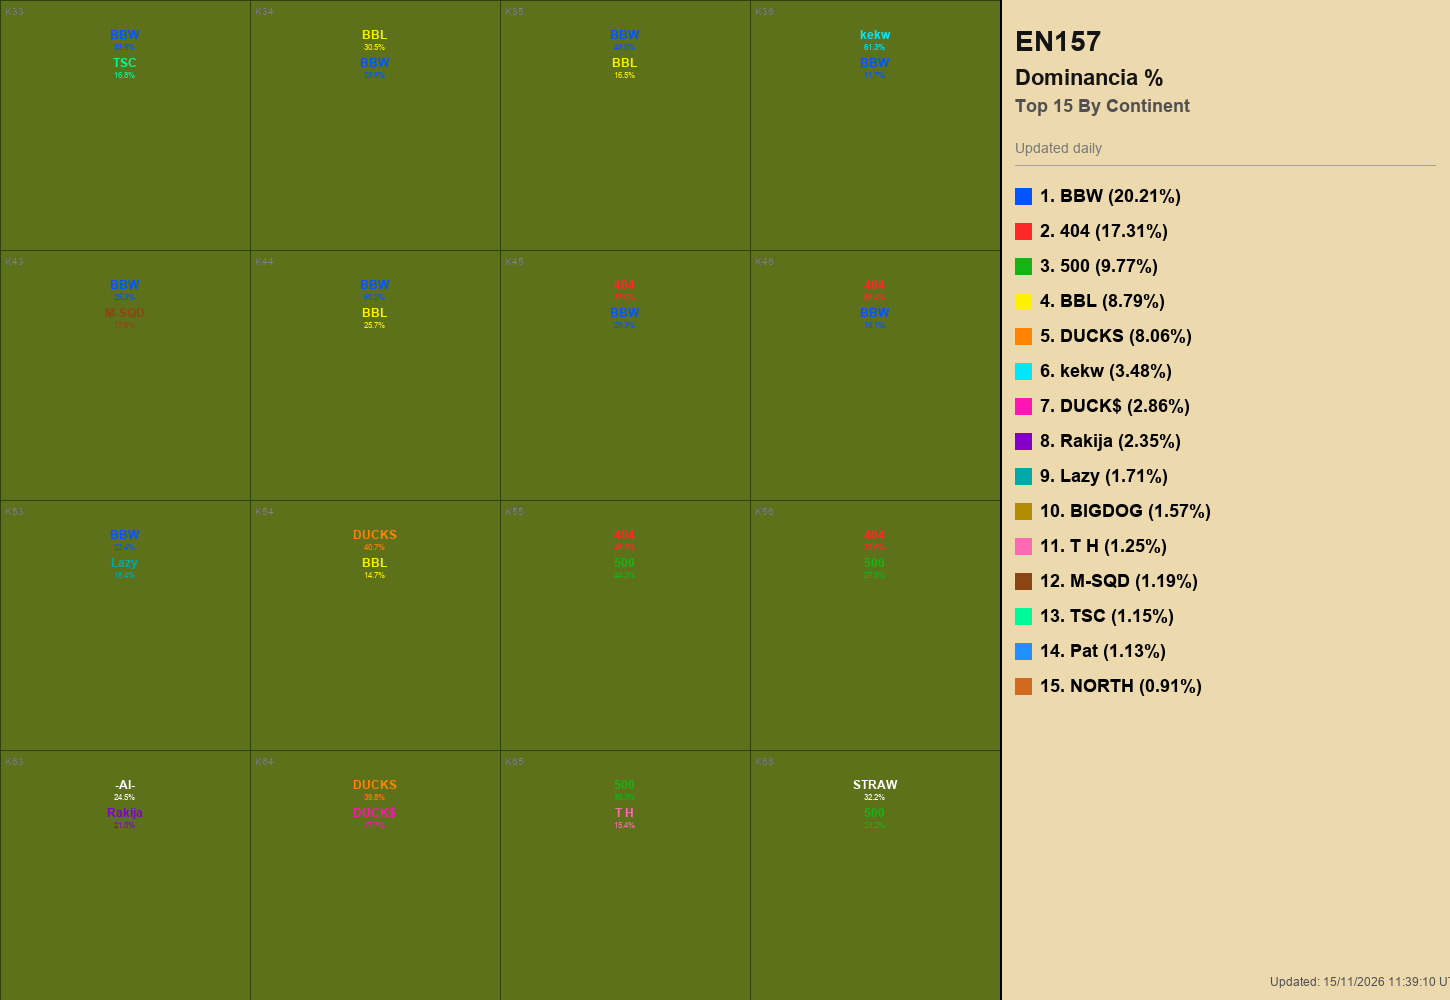 K33
BBW
TSC
16.8%
K34
BBL
30.5%
BBW
K35
BBW
BBL
16.5%
K36
kekw
61.3%
BBW
K43
BBW
M-SQD
K44
BBW
BBL
25.7%
K45
404
BBW
K46
404
BBW
K53
BBW
Lazy
K54
DUCKS
40.7%
BBL
14.7%
K55
404
500
K56
404
500
K63
-AI-
24.5%
Rakija
K64
DUCKS
39.8%
DUCK$
K65
500
T H
15.4%
K66
STRAW
32.2%
500
EN157
Dominancia %
Top 15 By Continent
Updated daily
1. BBW (20.21%)
2. 404 (17.31%)
3. 500 (9.77%)
4. BBL (8.79%)
5. DUCKS (8.06%)
6. kekw (3.48%)
7. DUCK$ (2.86%)
8. Rakija (2.35%)
9. Lazy (1.71%)
10. BIGDOG (1.57%)
11. T H (1.25%)
12. M-SQD (1.19%)
13. TSC (1.15%)
14. Pat (1.13%)
15. NORTH (0.91%)
Updated: 15/11/2026 11:39:10